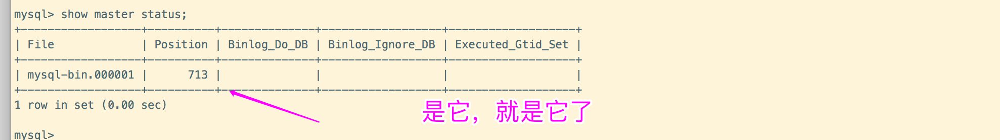 mysql> show master status;
+------------------+----------+--------------+------------------+-------------------+
| File             | Position | Binlog_Do_DB | Binlog_Ignore_DB | Executed_Gtid_Set |
+------------------+----------+--------------+------------------+-------------------+
| mysql-bin.000001 |      713 |              |                  |                   |
+------------------+----------+--------------+------------------+-------------------+
1 row in set (0.00 sec)
是它，就是它了
mysql>